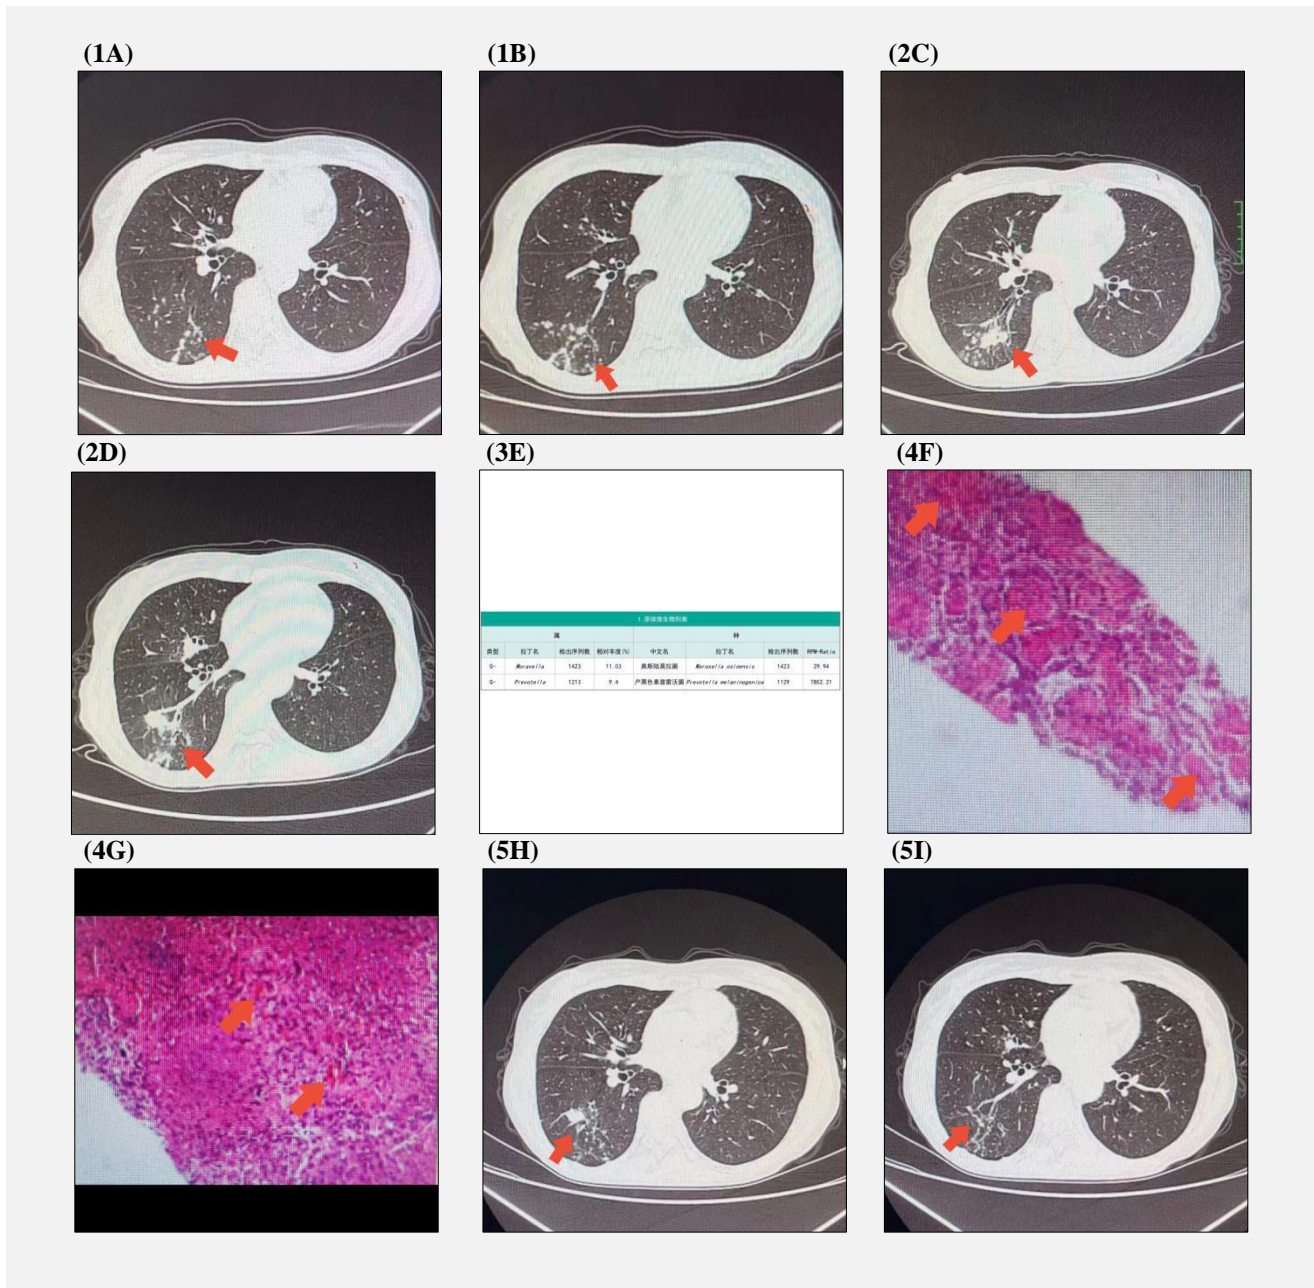 (1A)
(1B)
(2C)
(2D)
(3E)
(4F)
1.原核微生物列表
属 种
类型 拉丁名 检出序列数 相对丰度(%) 中文名 拉丁名 检出序列数 RPM-Ratio
G- Moraxella 1423 11.03 奥斯陆莫拉菌 Moraxella osloensis 1423 29.94
G- Prevotella 1213 9.4 产黑色素普雷沃菌 Prevotella melaninogenica 1129 7852.21
(4G)
(5H)
(5I)